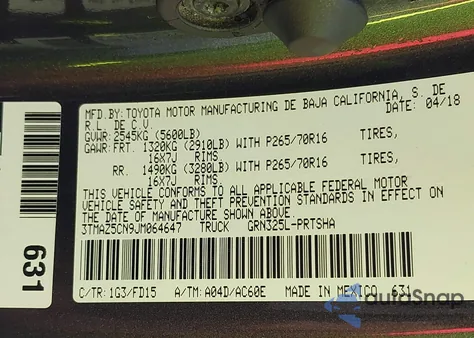 MFD.BY:TOYOTA MOTOR MANUFACTURING DE BAJA CALIFORNIA, S. DE
R.L. DE C.V. DATE: 04/18
GVWR: 2545KG (5600LB)
GAWR: FRT. 1320KG (2910LB) WITH P265/70R16 TIRES,
16X7J RIMS,
RR. 1490KG (3280LB) WITH P265/70R16 TIRES,
16X7J RIMS.
THIS VEHICLE CONFORMS TO ALL APPLICABLE FEDERAL MOTOR
VEHICLE SAFETY AND THEFT PREVENTION STANDARDS IN EFFECT ON
THE DATE OF MANUFACTURE SHOWN ABOVE.
3TMAZ5CN9JM064647 TRUCK GRN325L-PRTSHA
C/TR: 1G3/FD15 A/TM: A04D/AC60E MADE IN MEXICO 631
631
autoSnap